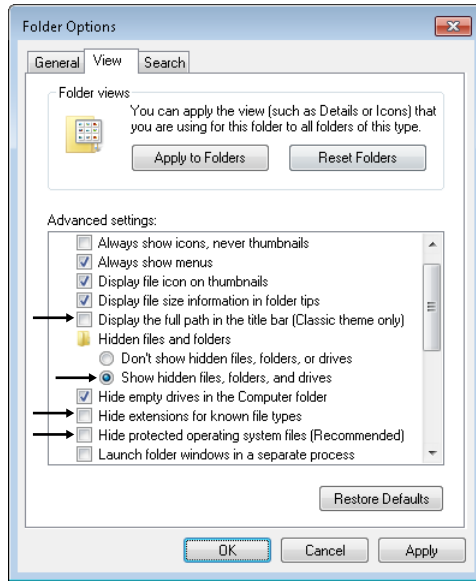 Folder Options
General View Search
Folder views
You can apply the view (such as Details or Icons) that
you are using for this folder to all folders of this type.
Apply to Folders Reset Folders
Advanced settings:
Always show icons, never thumbnails
Always show menus
Display file icon on thumbnails
Display file size information in folder tips
Display the full path in the title bar (Classic theme only)
Hidden files and folders
Don't show hidden files, folders, or drives
Show hidden files, folders, and drives
Hide empty drives in the Computer folder
Hide extensions for known file types
Hide protected operating system files (Recommended)
Launch folder windows in a separate process
Restore Defaults
OK Cancel Apply